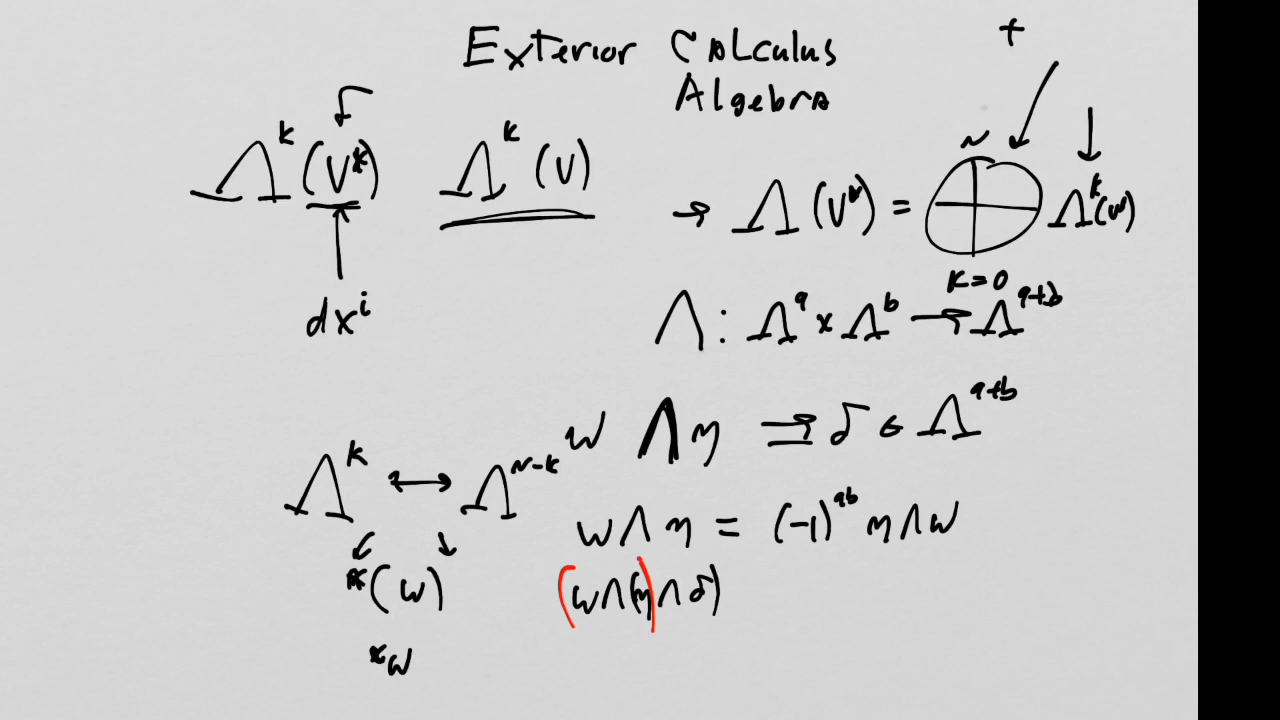 Exterior Calculus
Algebra
+
Λ^k (V*)
Λ^k (V)
→ Λ (V*) = ⊕_{k=0}^{N} Λ^k(V*)
dx^i
Λ : Λ^a × Λ^b → Λ^{a+b}
w Λ η ⇒ δ ∈ Λ^{a+b}
Λ^k ↔ Λ^{N-k}
w Λ η = (-1)^{ab} η Λ w
*(w)
(w Λ (η) Λ δ)
*w